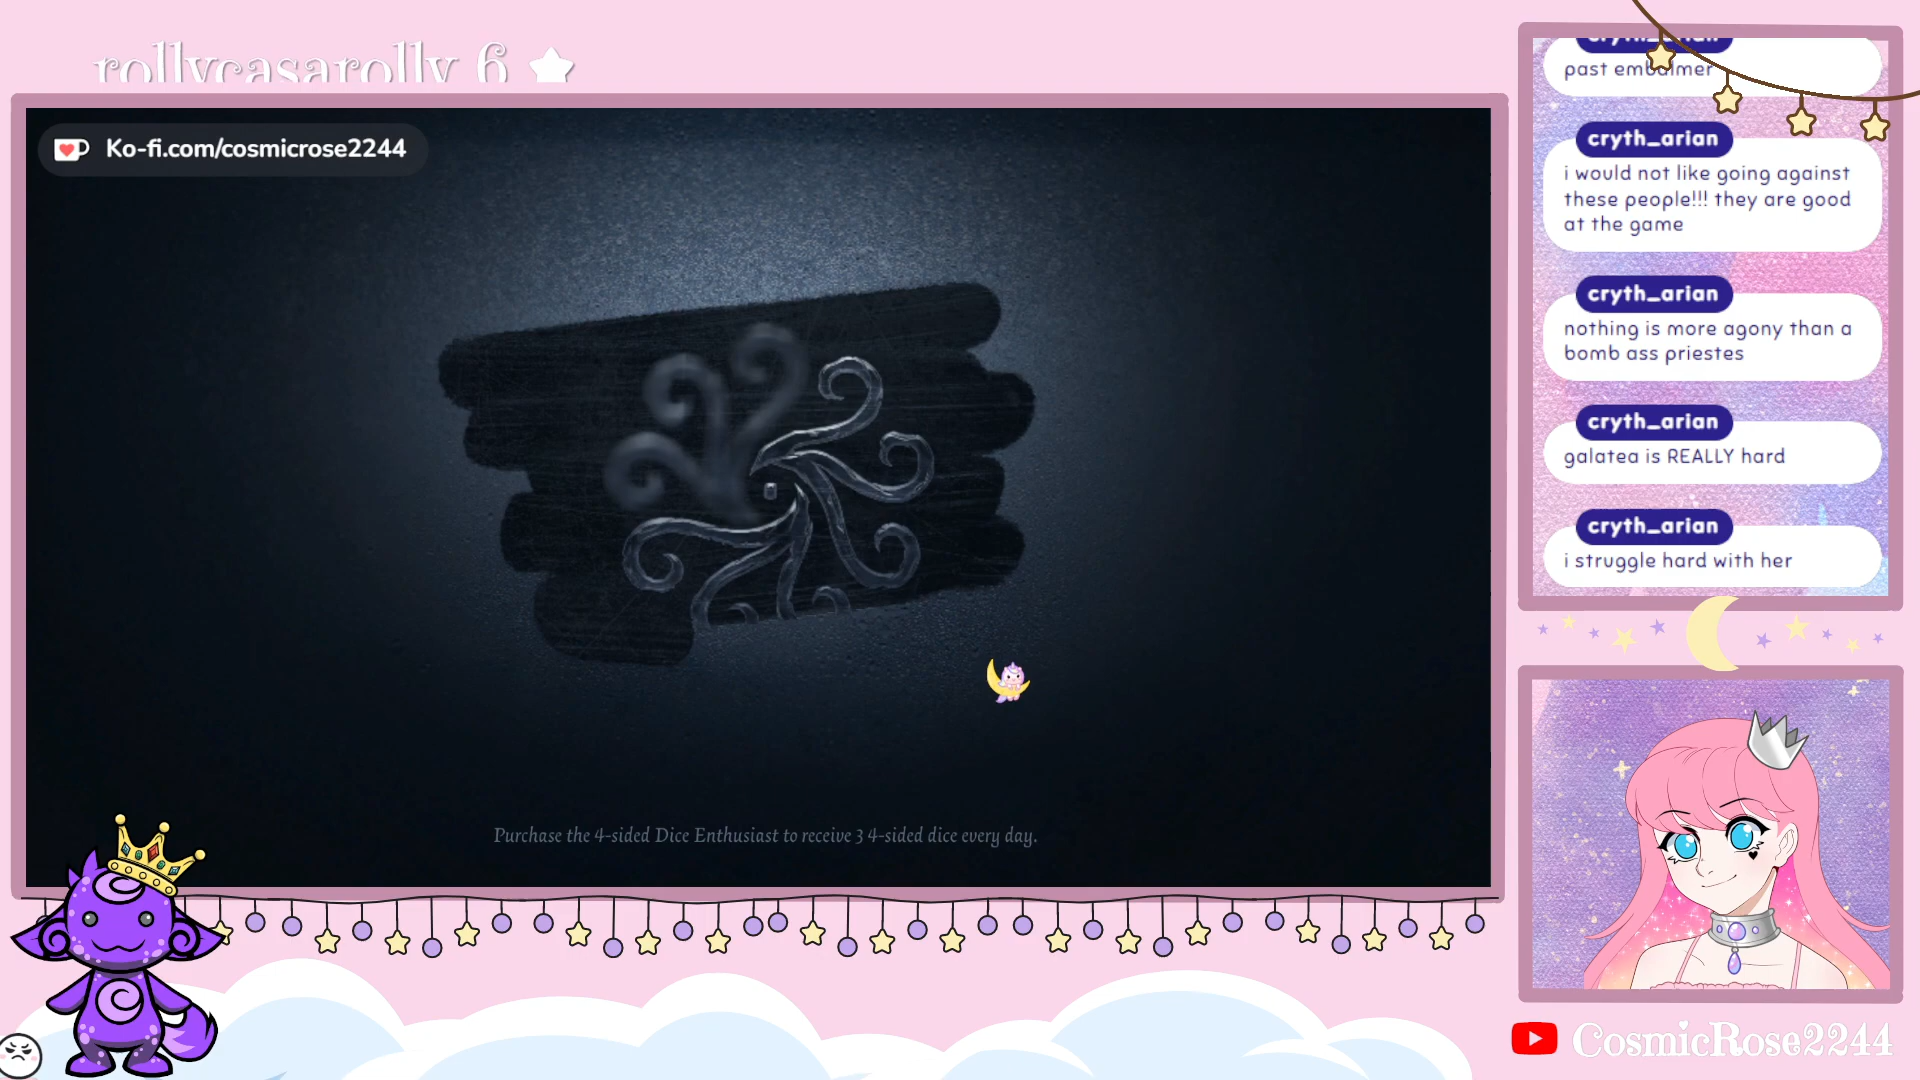 rollycasarolly 6
Ko-fi.com/cosmicrose2244
Purchase the 4-sided Dice Enthusiast to receive 3 4-sided dice every day.
cryth_arian
past embalmer
cryth_arian
i would not like going against
these people!!! they are good
at the game
cryth_arian
nothing is more agony than a
bomb ass priestes
cryth_arian
galatea is REALLY hard
cryth_arian
i struggle hard with her
CosmicRose2244